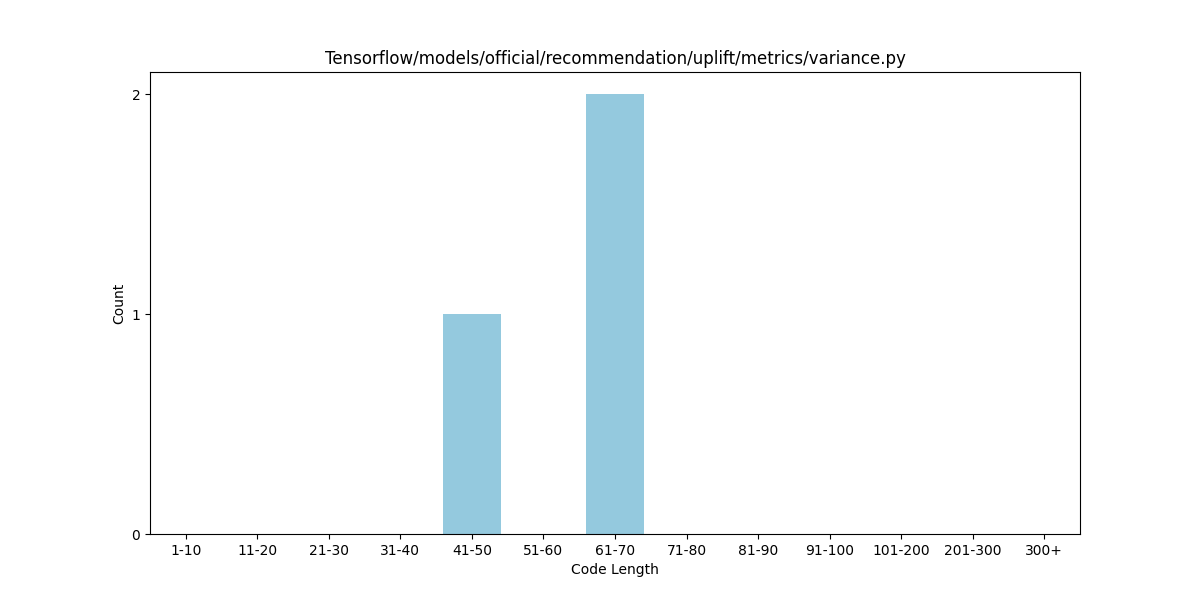 Tensorflow/models/official/recommendation/uplift/metrics/variance.py
2
1
0
Count
1-10 11-20 21-30 31-40 41-50 51-60 61-70 71-80 81-90 91-100 101-200 201-300 300+
Code Length